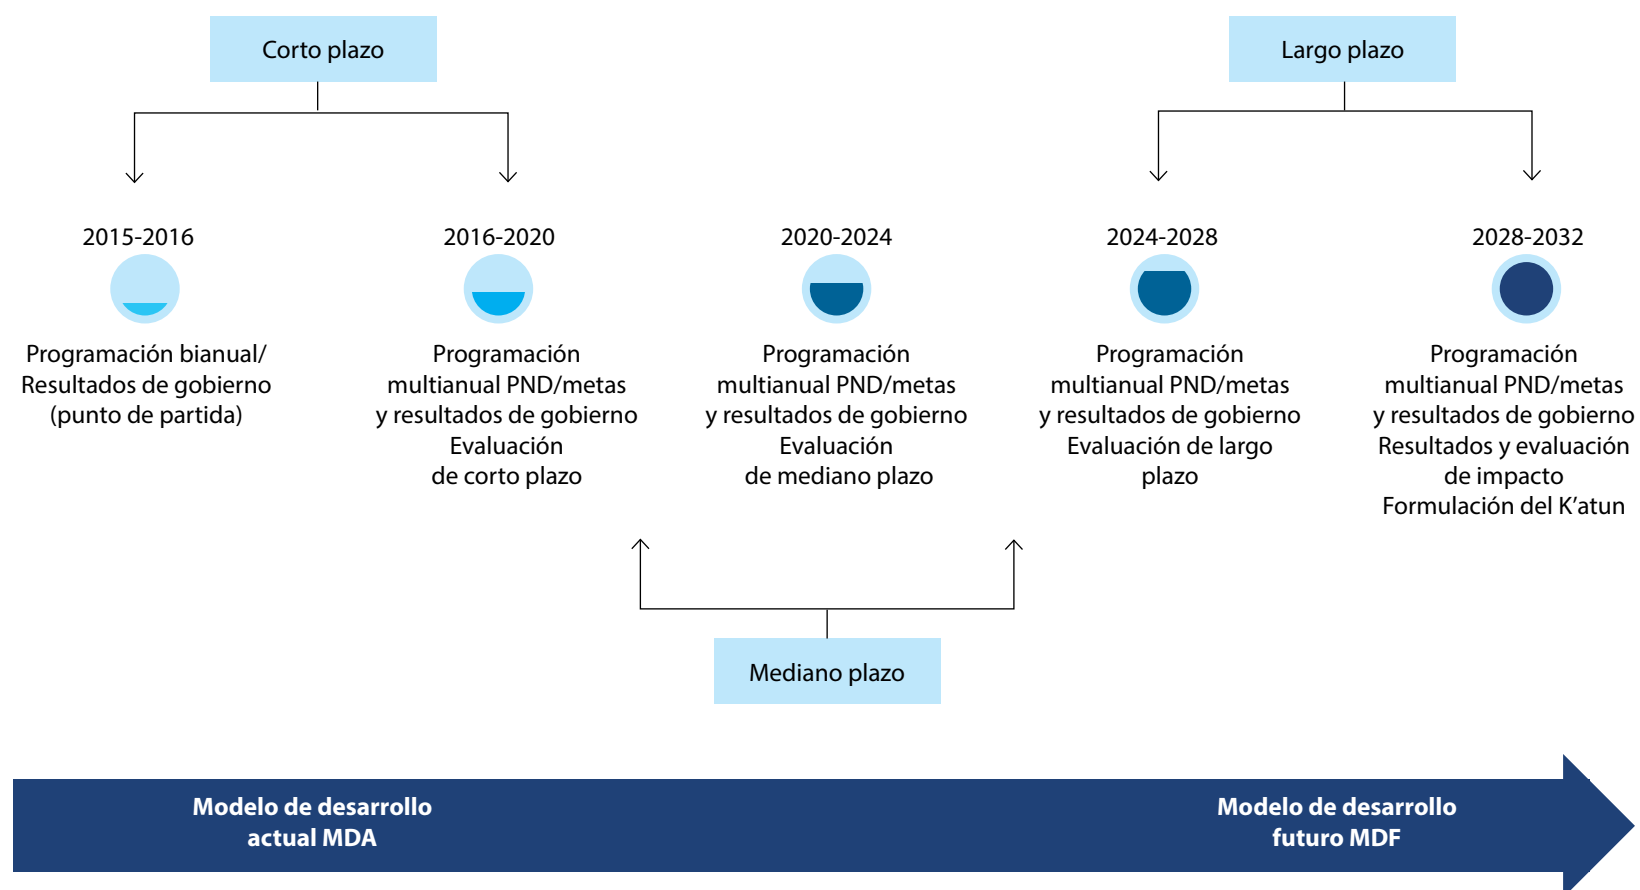 Corto plazo
Largo plazo
2015-2016
Programación bianual/
Resultados de gobierno
(punto de partida)
2016-2020
Programación
multianual PND/metas
y resultados de gobierno
Evaluación
de corto plazo
2020-2024
Programación
multianual PND/metas
y resultados de gobierno
Evaluación
de mediano plazo
2024-2028
Programación
multianual PND/metas
y resultados de gobierno
Evaluación de largo
plazo
2028-2032
Programación
multianual PND/metas
y resultados de gobierno
Resultados y evaluación
de impacto
Formulación del K’atun
Mediano plazo
Modelo de desarrollo
actual MDA
Modelo de desarrollo
futuro MDF